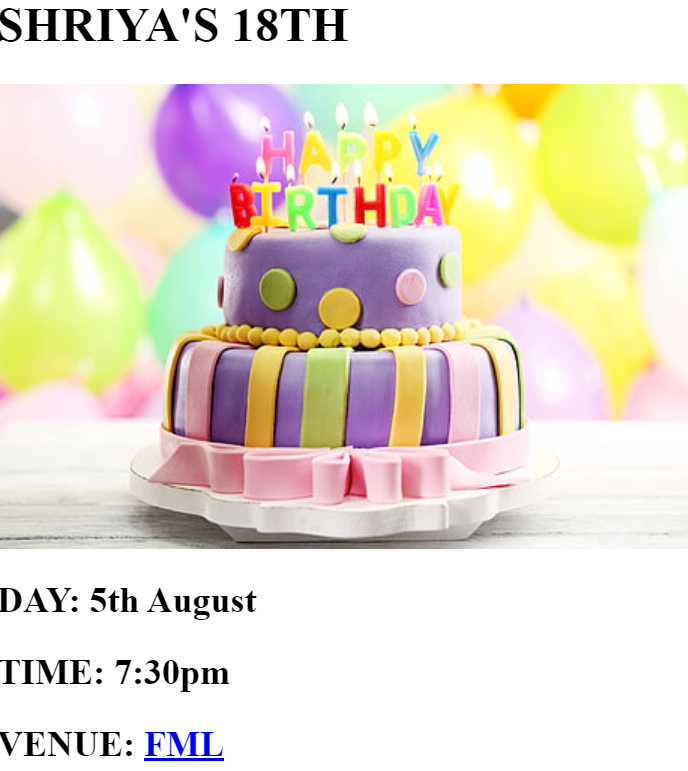 SHRIYA'S 18TH
HAPPY
BIRTHDAY
DAY: 5th August
TIME: 7:30pm
VENUE: FML